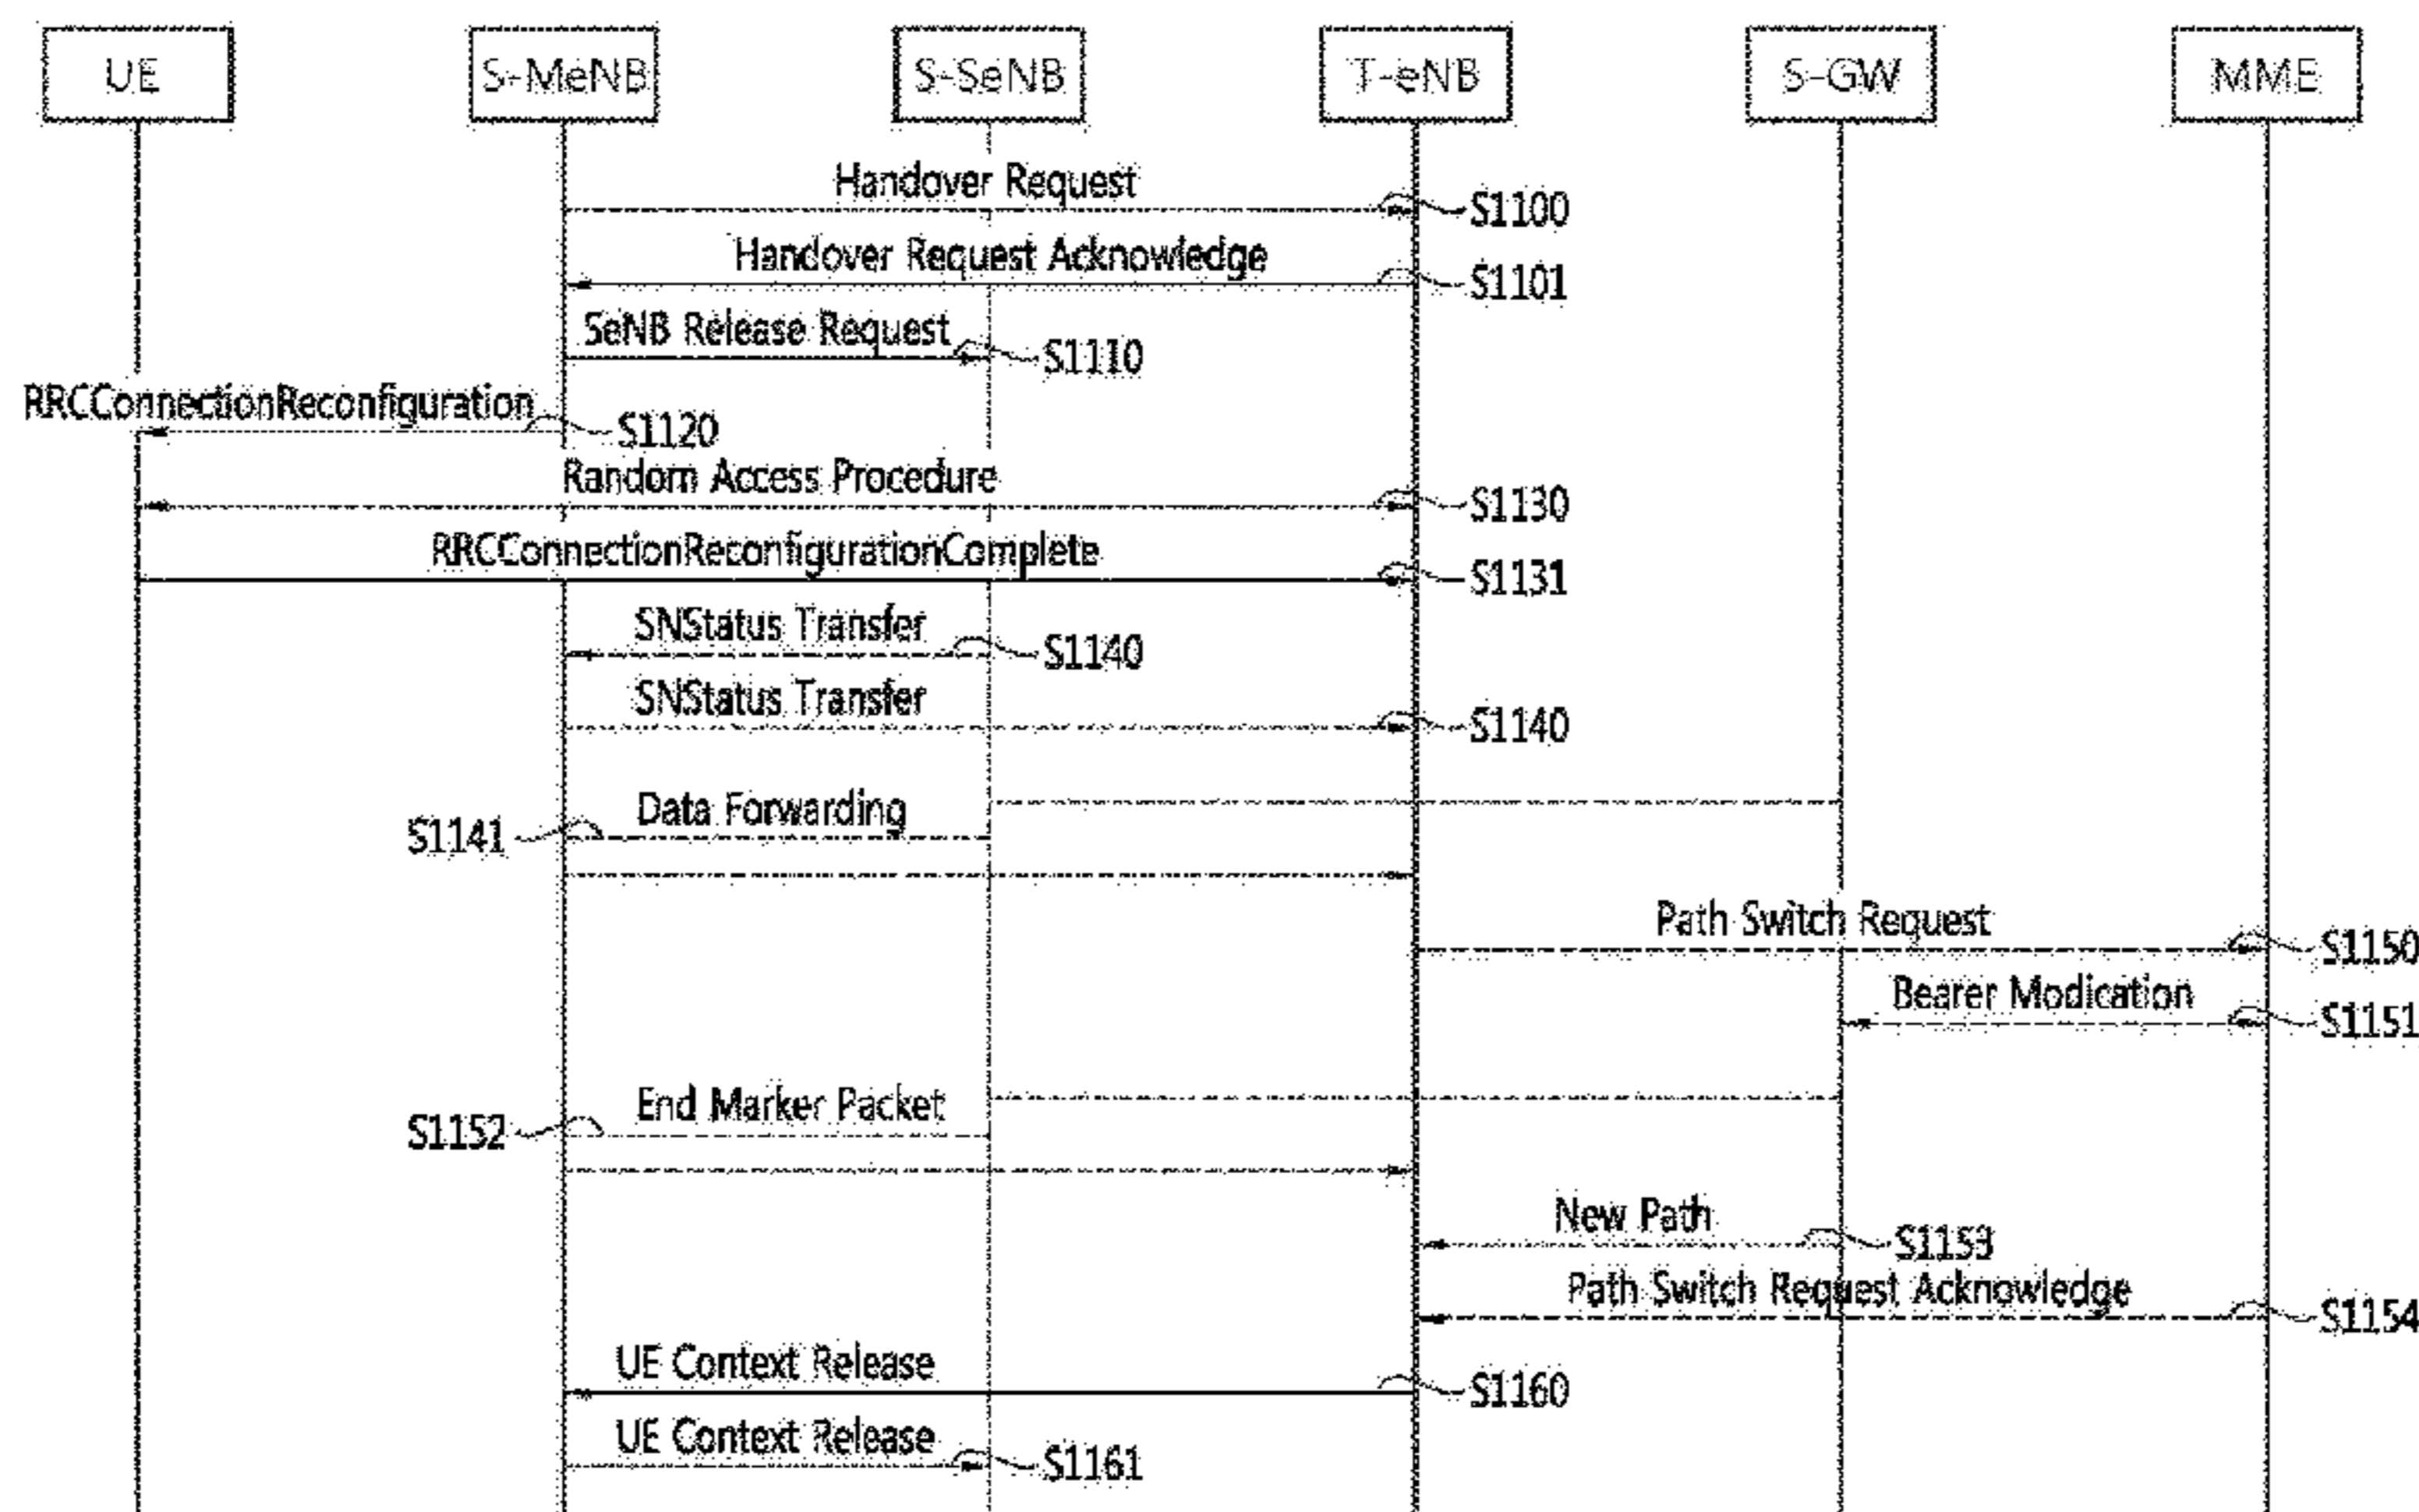 UE
S-MeNB
S-SeNB
T-eNB
S-GW
MME
Handover Request
S1100
Handover Request Acknowledge
S1101
SeNB Release Request
S1110
RRCConnectionReconfiguration
S1120
Random Access Procedure
S1130
RRCConnectionReconfigurationComplete
S1131
SNStatus Transfer
S1140
SNStatus Transfer
S1140
Data Forwarding
S1141
Path Switch Request
S1150
Bearer Modication
S1151
End Marker Packet
S1152
New Path
S1153
Path Switch Request Acknowledge
S1154
UE Context Release
S1160
UE Context Release
S1161